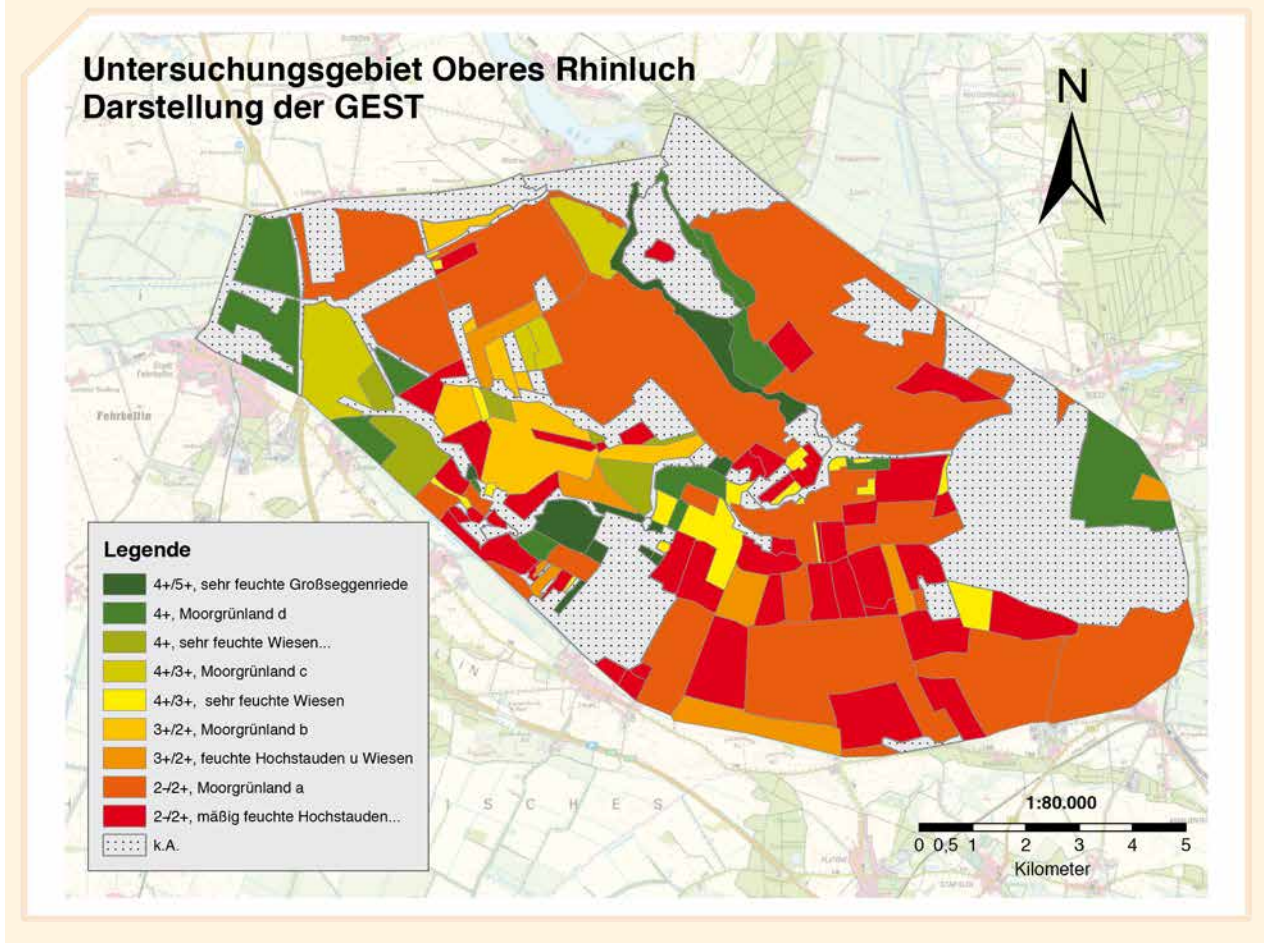 Untersuchungsgebiet Oberes Rhinluch
Darstellung der GEST
N
Fehrbellin
Legende
4+/5+, sehr feuchte Großseggenriede
4+, Moorgrünland d
4+, sehr feuchte Wiesen...
4+/3+, Moorgrünland c
4+/3+, sehr feuchte Wiesen
3+/2+, Moorgrünland b
3+/2+, feuchte Hochstauden u Wiesen
2-/2+, Moorgrünland a
2-/2+, mäßig feuchte Hochstauden...
k.A.
L I N
I S C H E S
1:80.000
0 0,5 1 2 3 4 5
Kilometer